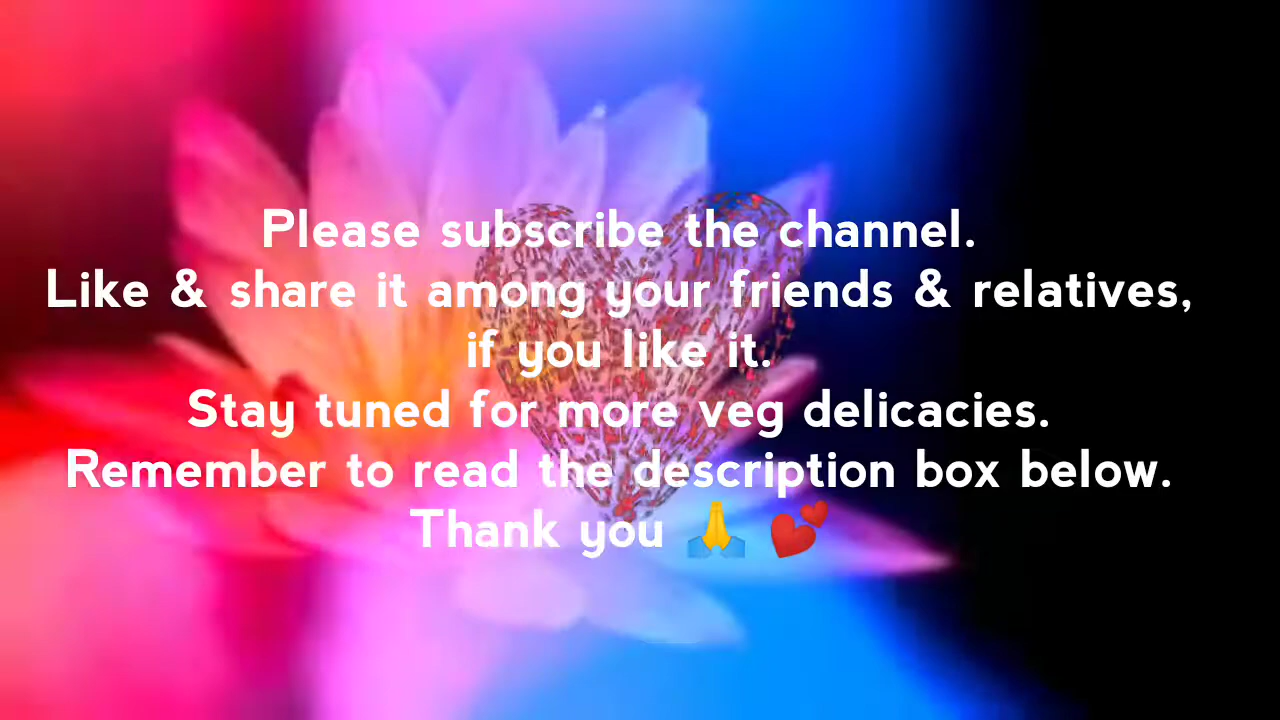 Please subscribe the channel.
Like & share it among your friends & relatives,
if you like it.
Stay tuned for more veg delicacies.
Remember to read the description box below.
Thank you 🙏 💕